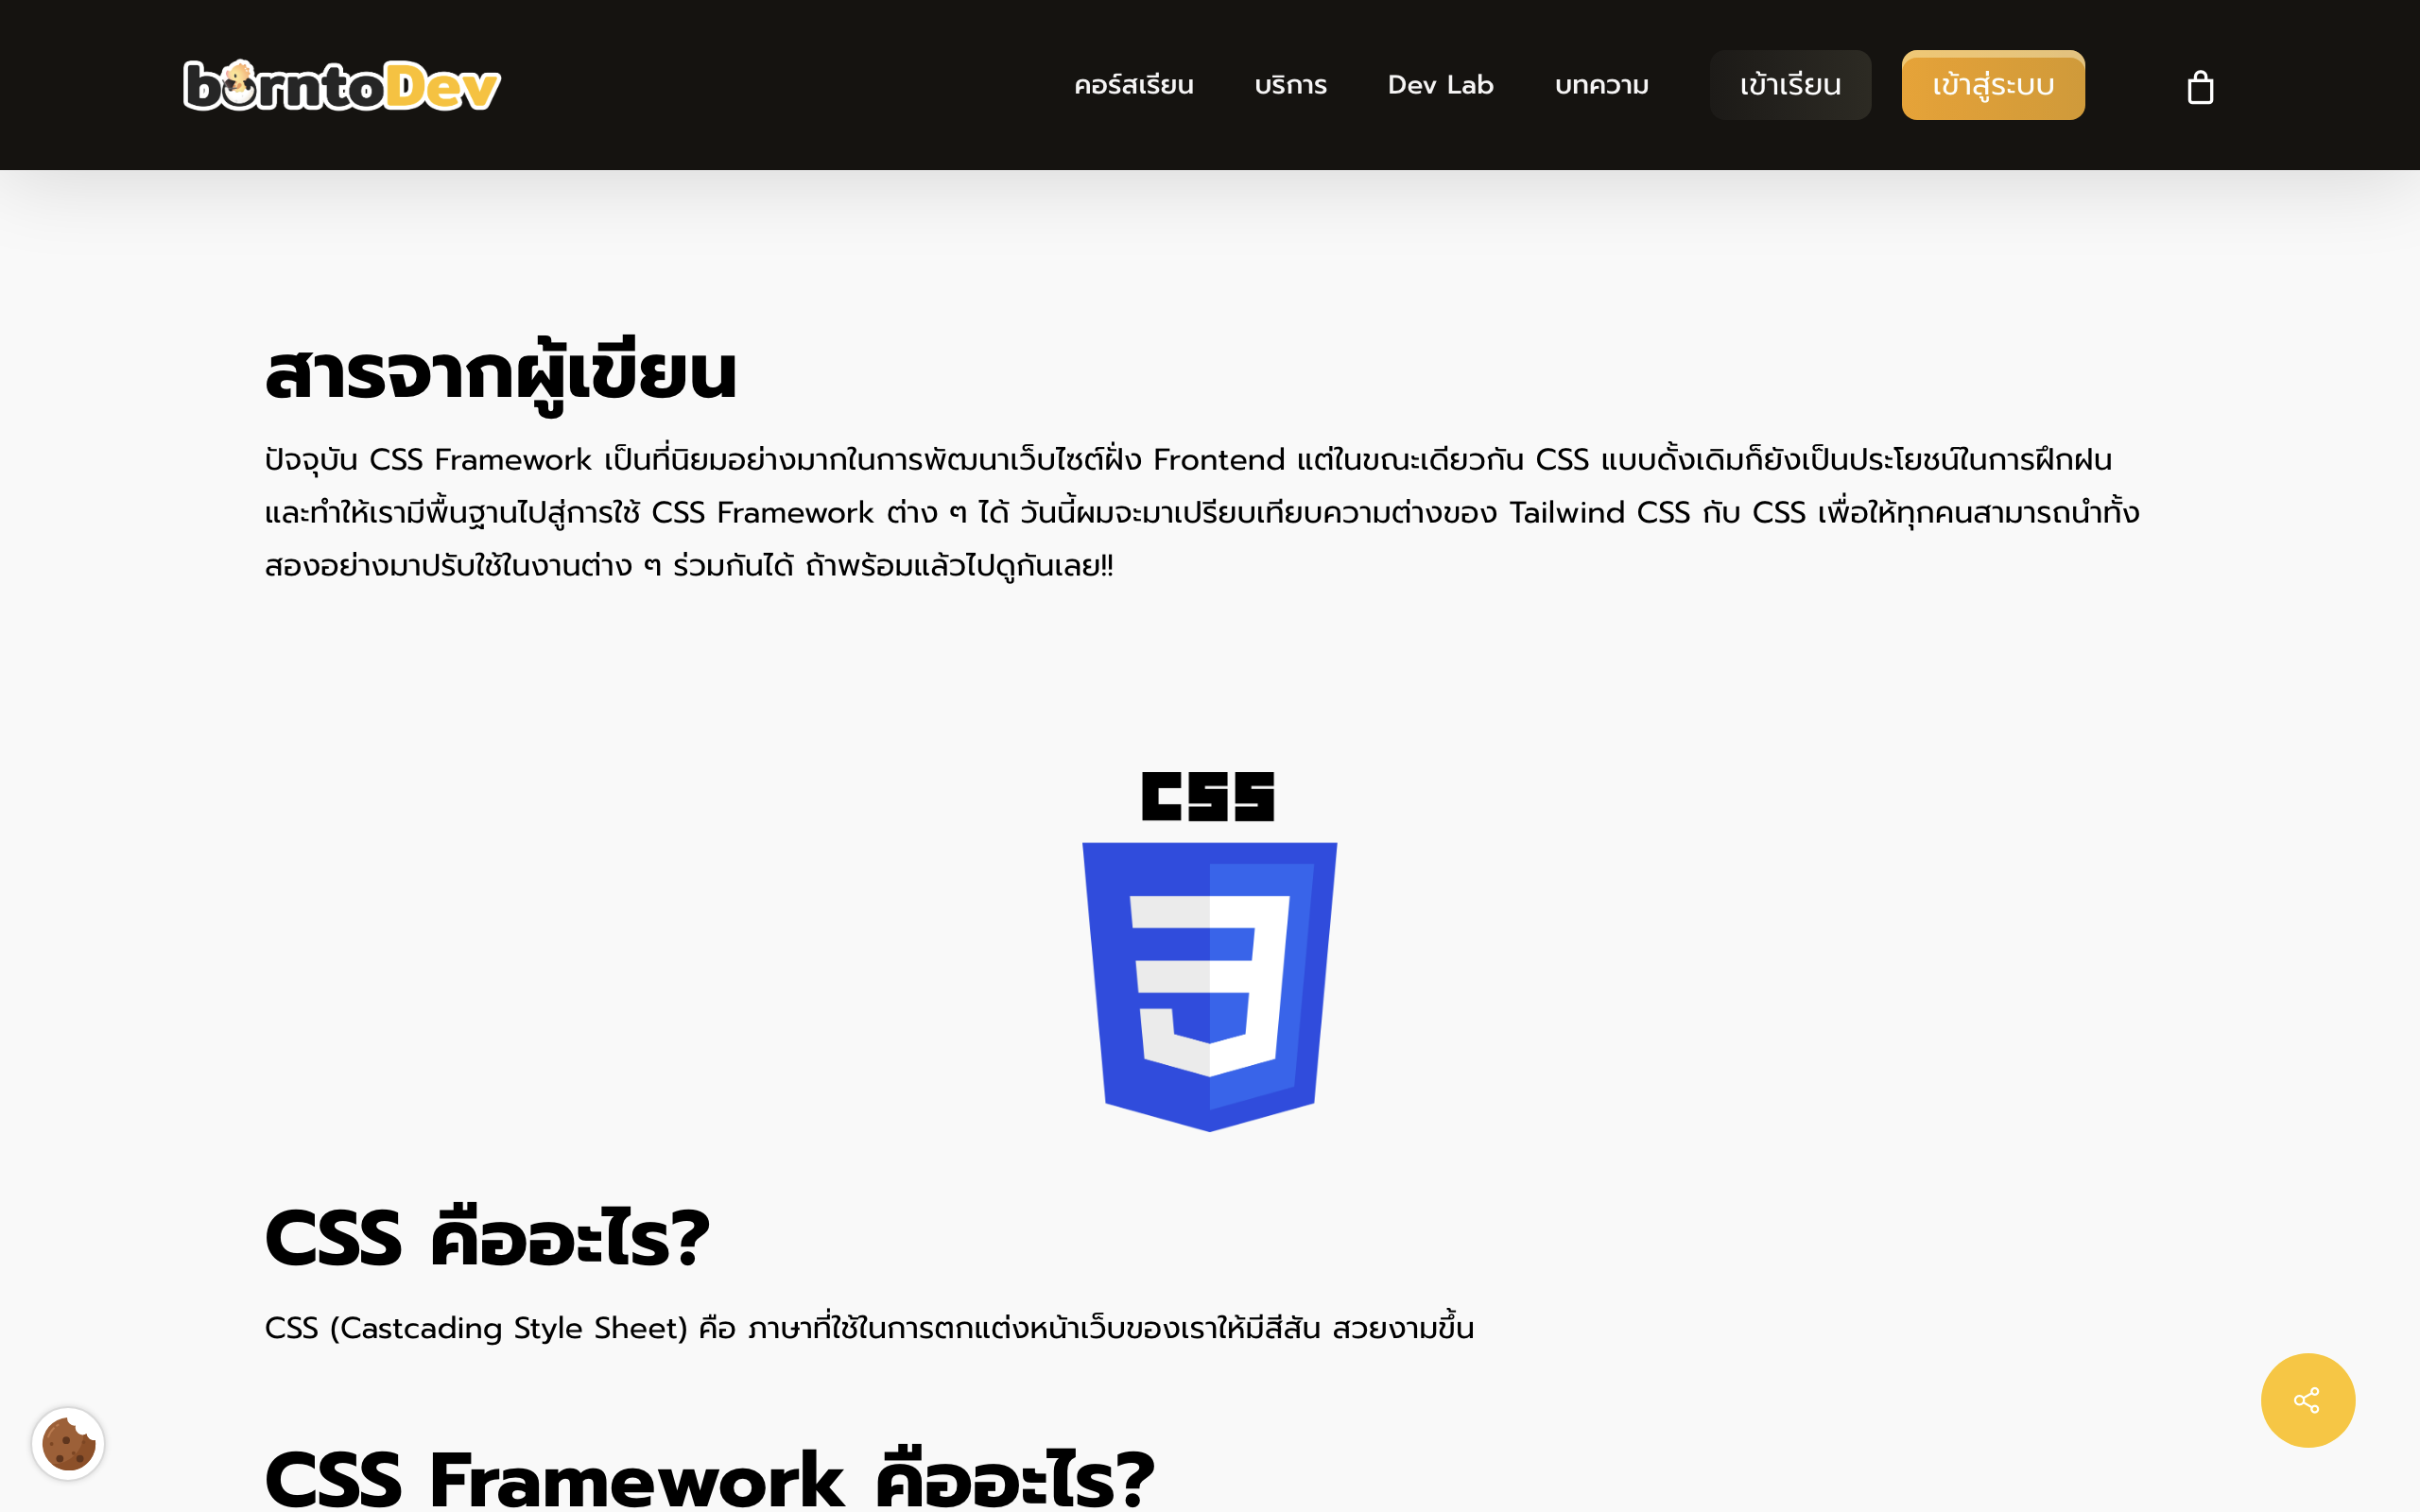 borntoDev
คอร์สเรียน บริการ Dev Lab บทความ เข้าเรียน เข้าสู่ระบบ
สารจากผู้เขียน
ปัจจุบัน CSS Framework เป็นที่นิยมอย่างมากในการพัฒนาเว็บไซต์ฝั่ง Frontend แต่ในขณะเดียวกัน CSS แบบดั้งเดิมก็ยังเป็นประโยชน์ในการฝึกฝน
และทำให้เรามีพื้นฐานไปสู่การใช้ CSS Framework ต่าง ๆ ได้ วันนี้ผมจะมาเปรียบเทียบความต่างของ Tailwind CSS กับ CSS เพื่อให้ทุกคนสามารถนำทั้ง
สองอย่างมาปรับใช้ในงานต่าง ๆ ร่วมกันได้ ถ้าพร้อมแล้วไปดูกันเลย!!
CSS
3
CSS คืออะไร?
CSS (Castcading Style Sheet) คือ ภาษาที่ใช้ในการตกแต่งหน้าเว็บของเราให้มีสีสัน สวยงามขึ้น
CSS Framework คืออะไร?